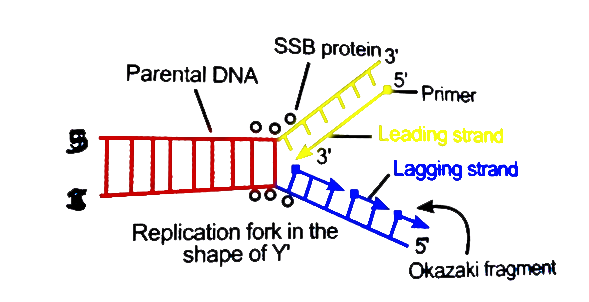 SSB protein
3'
Parental DNA
5'
Primer
Leading strand
3'
Lagging strand
Replication fork in the
shape of Y'
5'
Okazaki fragment